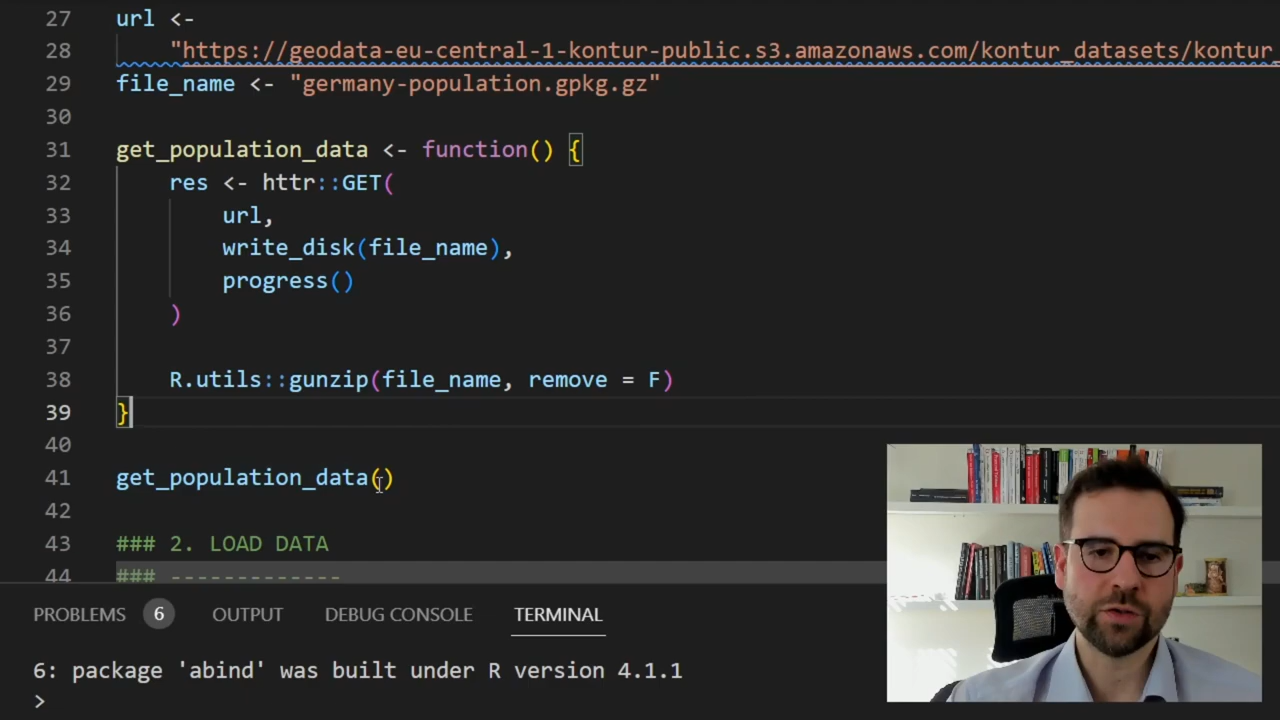 27 url <-
28 "https://geodata-eu-central-1-kontur-public.s3.amazonaws.com/kontur_datasets/kontur_
29 file_name <- "germany-population.gpkg.gz"
30
31 get_population_data <- function() {
32 res <- httr::GET(
33 url,
34 write_disk(file_name),
35 progress()
36 )
37
38 R.utils::gunzip(file_name, remove = F)
39 }
40
41 get_population_data()
42
43 ### 2. LOAD DATA
44 ### -------------
PROBLEMS 6 OUTPUT DEBUG CONSOLE TERMINAL
6: package 'abind' was built under R version 4.1.1
>